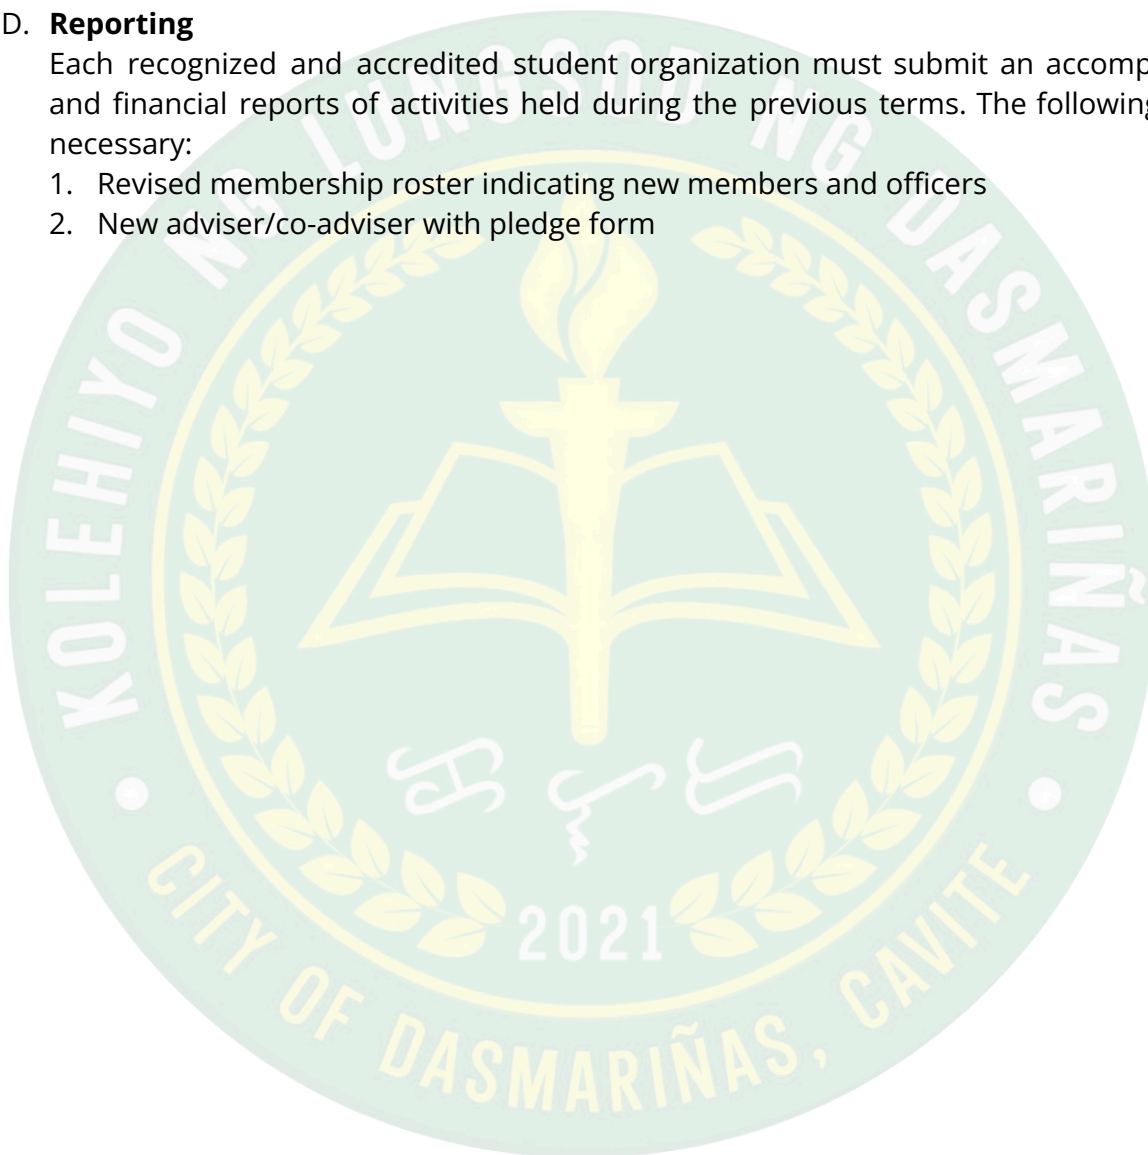 D. Reporting
Each recognized and accredited student organization must submit an accomp
and financial reports of activities held during the previous terms. The following
necessary:
1. Revised membership roster indicating new members and officers
2. New adviser/co-adviser with pledge form
KOLEHIYO NG LUNGSOD NG DASMARIÑAS
2021
CITY OF DASMARIÑAS, CAVITE